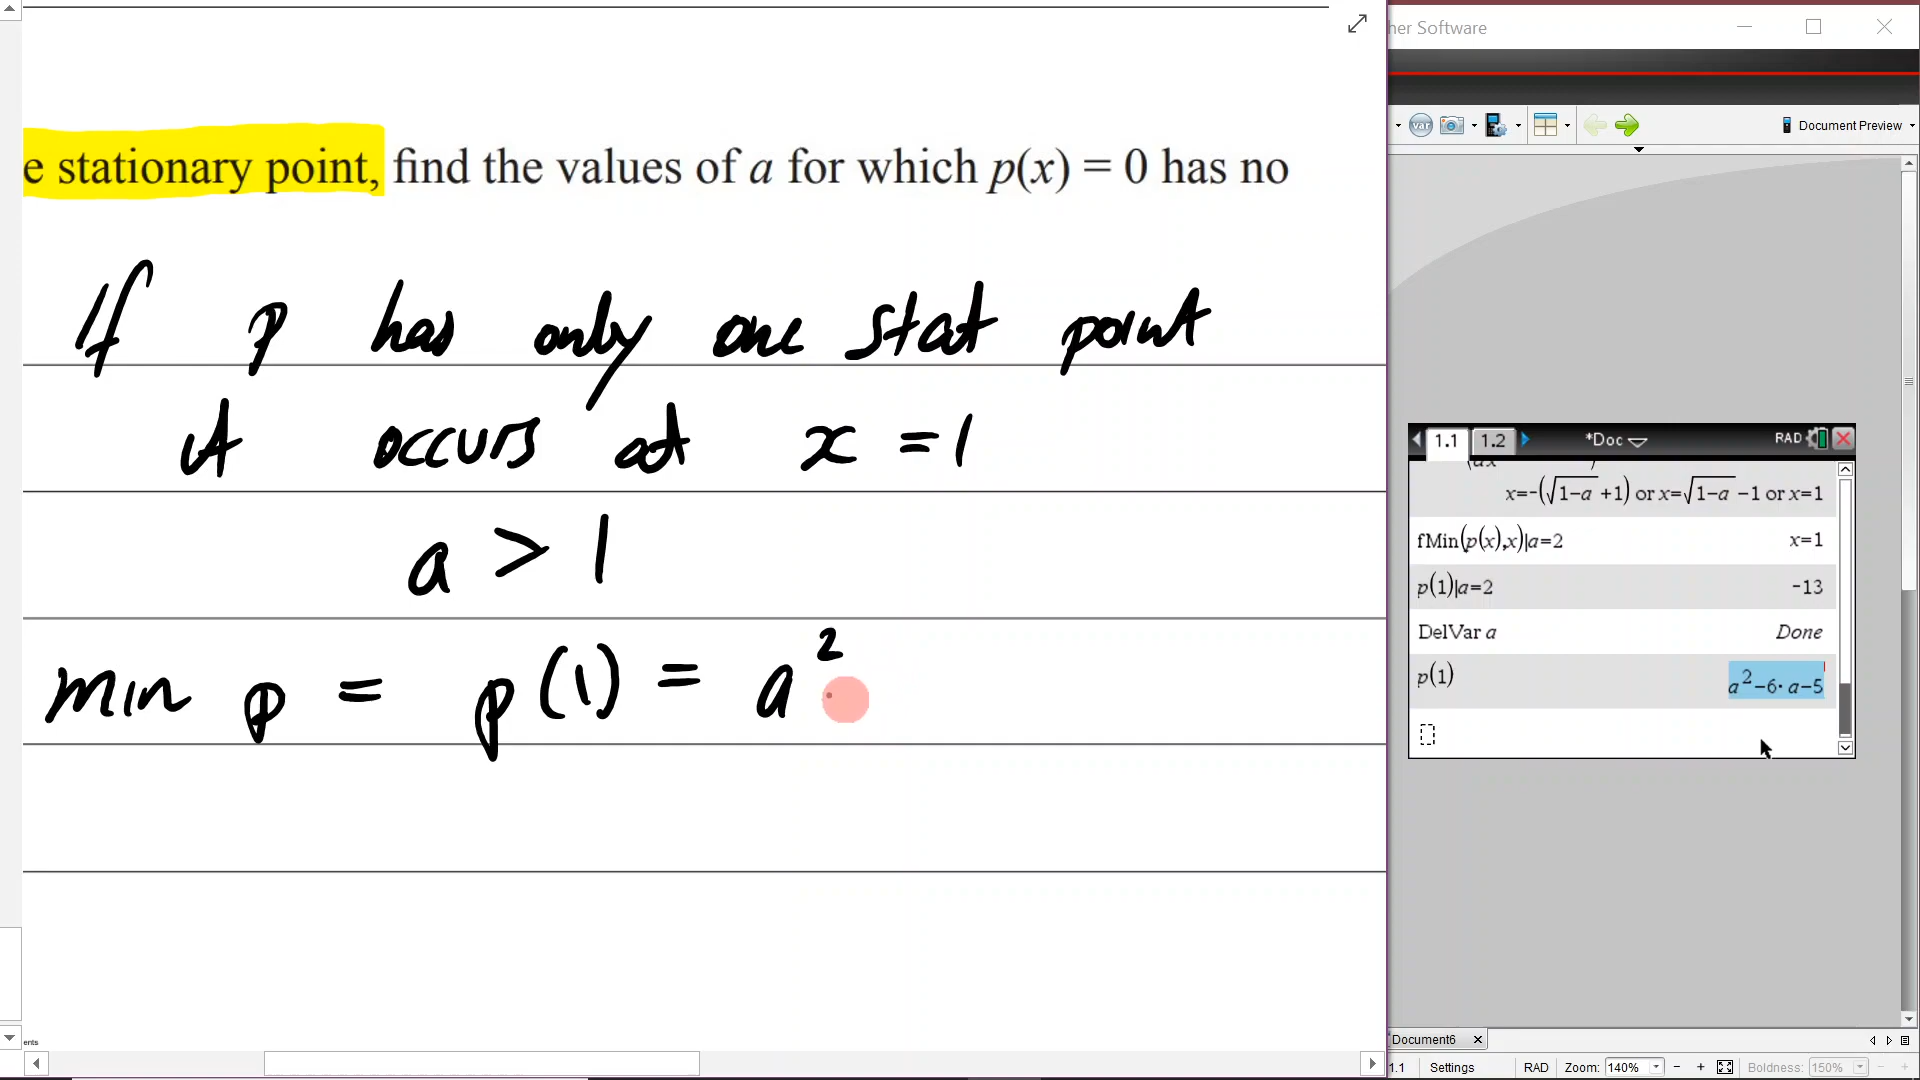 her Software
Document Preview
e stationary point, find the values of a for which p(x) = 0 has no
If p has only one stat point
it occurs at x = 1
a > 1
min p = p(1) = a²
1.1 1.2 *Doc RAD
x=-(√1-a +1) or x=√1-a -1 or x=1
fMin(p(x),x)|a=2 x=1
p(1)|a=2 -13
DelVar a Done
p(1) a²-6·a-5
ents
Document6
1.1 Settings RAD Zoom: 140% Boldness: 150%